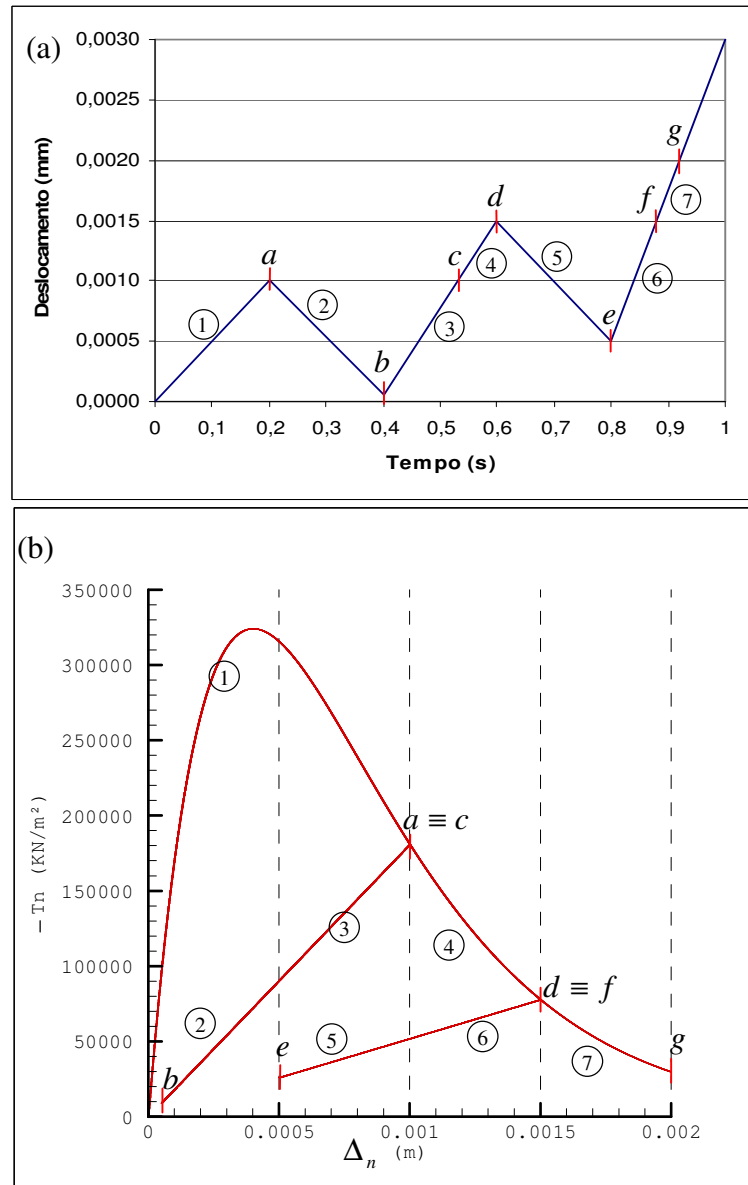 (a)
0,0030
0,0025
0,0020
0,0015
0,0010
0,0005
0,0000
Deslocamento (mm)
a
b
c
d
e
f
g
1
2
3
4
5
6
7
0 0,1 0,2 0,3 0,4 0,5 0,6 0,7 0,8 0,9 1
Tempo (s)
(b)
350000
300000
250000
200000
150000
100000
50000
0
-Tn (KN/m²)
1
a ≡ c
3
4
2
d ≡ f
b
5
e
6
7
g
0 0.0005 0.001 0.0015 0.002
Δn (m)